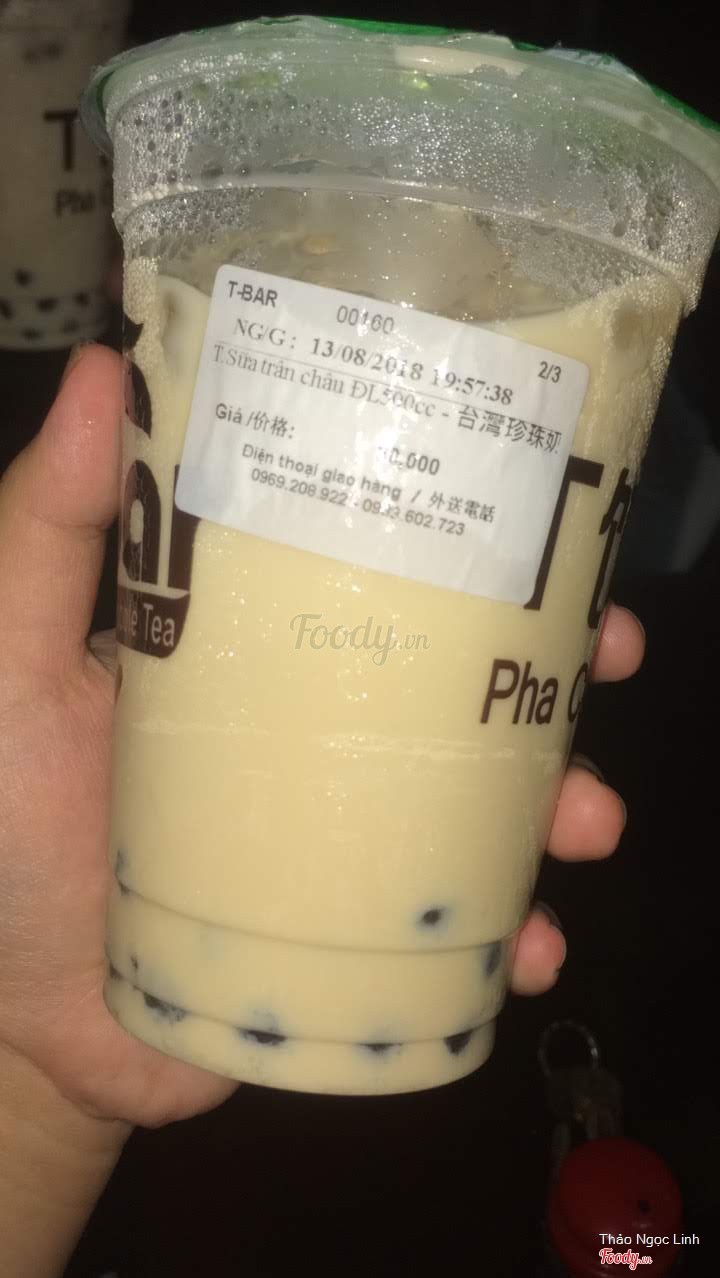 T-BAR 00160
NG/G : 13/08/2018 19:57:38 2/3
T.Sữa trân châu ĐL500cc - 台灣珍珠奶
Giá /价格: 0.000
Điện thoại giao hàng / 外送電話
0969.208.922 - 602.723
Tea
T
Pha
Foody.vn
T
Pha
Thảo Ngọc Linh
Foody.vn